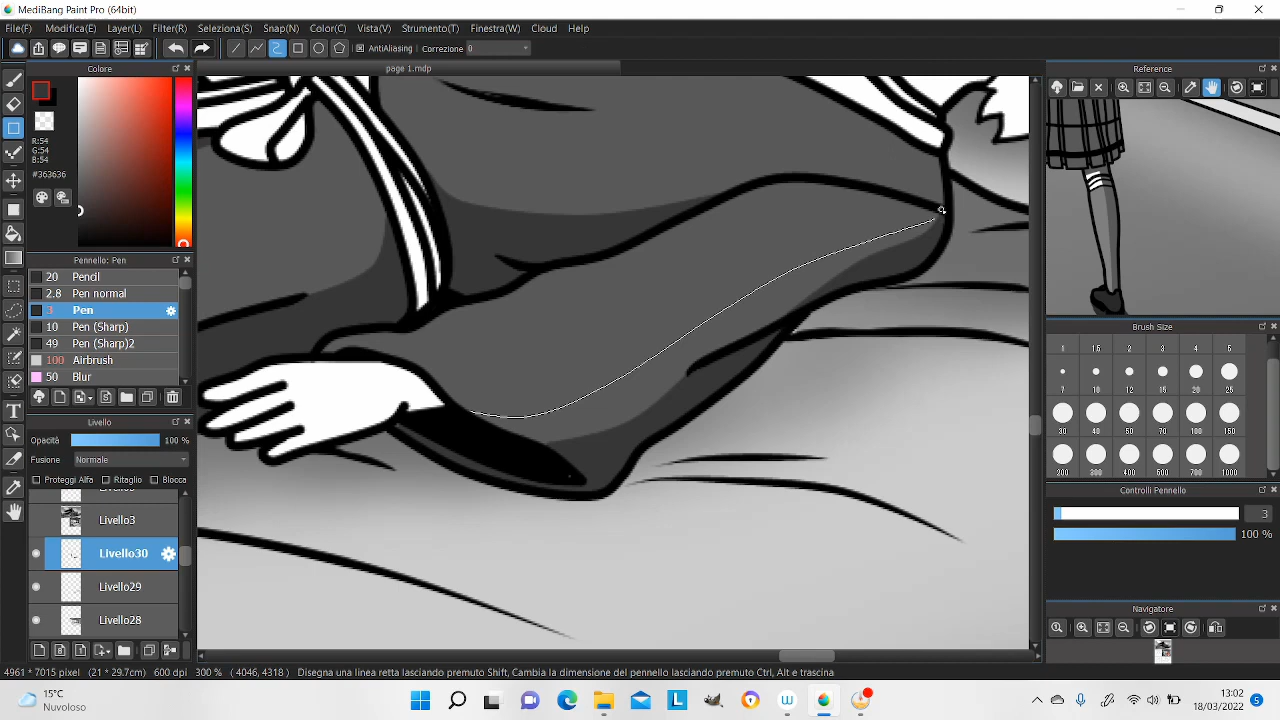 MediBang Paint Pro (64bit)
File(F) Modifica(E) Layer(L) Filter(R) Seleziona(S) Snap(N) Color(C) Vista(V) Strumento(T) Finestra(W) Cloud Help
AntiAliasing Correzione 0
Colore
page 1.mdp
Reference
R:54
G:54
B:54
#363636
Pennello: Pen
20 Pencil
2.8 Pen normal
3 Pen
10 Pen (Sharp)
49 Pen (Sharp)2
100 Airbrush
50 Blur
Brush Size
1 1.5 2 3 4 5
7 10 12 15 20 25
30 40 50 70 100 150
200 300 400 500 700 1000
Livello
Opacità 100 %
Fusione Normale
Proteggi Alfa Ritaglio Blocca
Livello3
Livello30
Livello29
Livello28
Controlli Pennello
3
100 %
Navigatore
4961 * 7015 pixel (21 * 29.7cm) 600 dpi 300 % ( 4046, 4318 ) Disegna una linea retta lasciando premuto Shift, Cambia la dimensione del pennello lasciando premuto Ctrl, Alt e trascina
15°C
Nuvoloso
13:02
18/03/2022
5